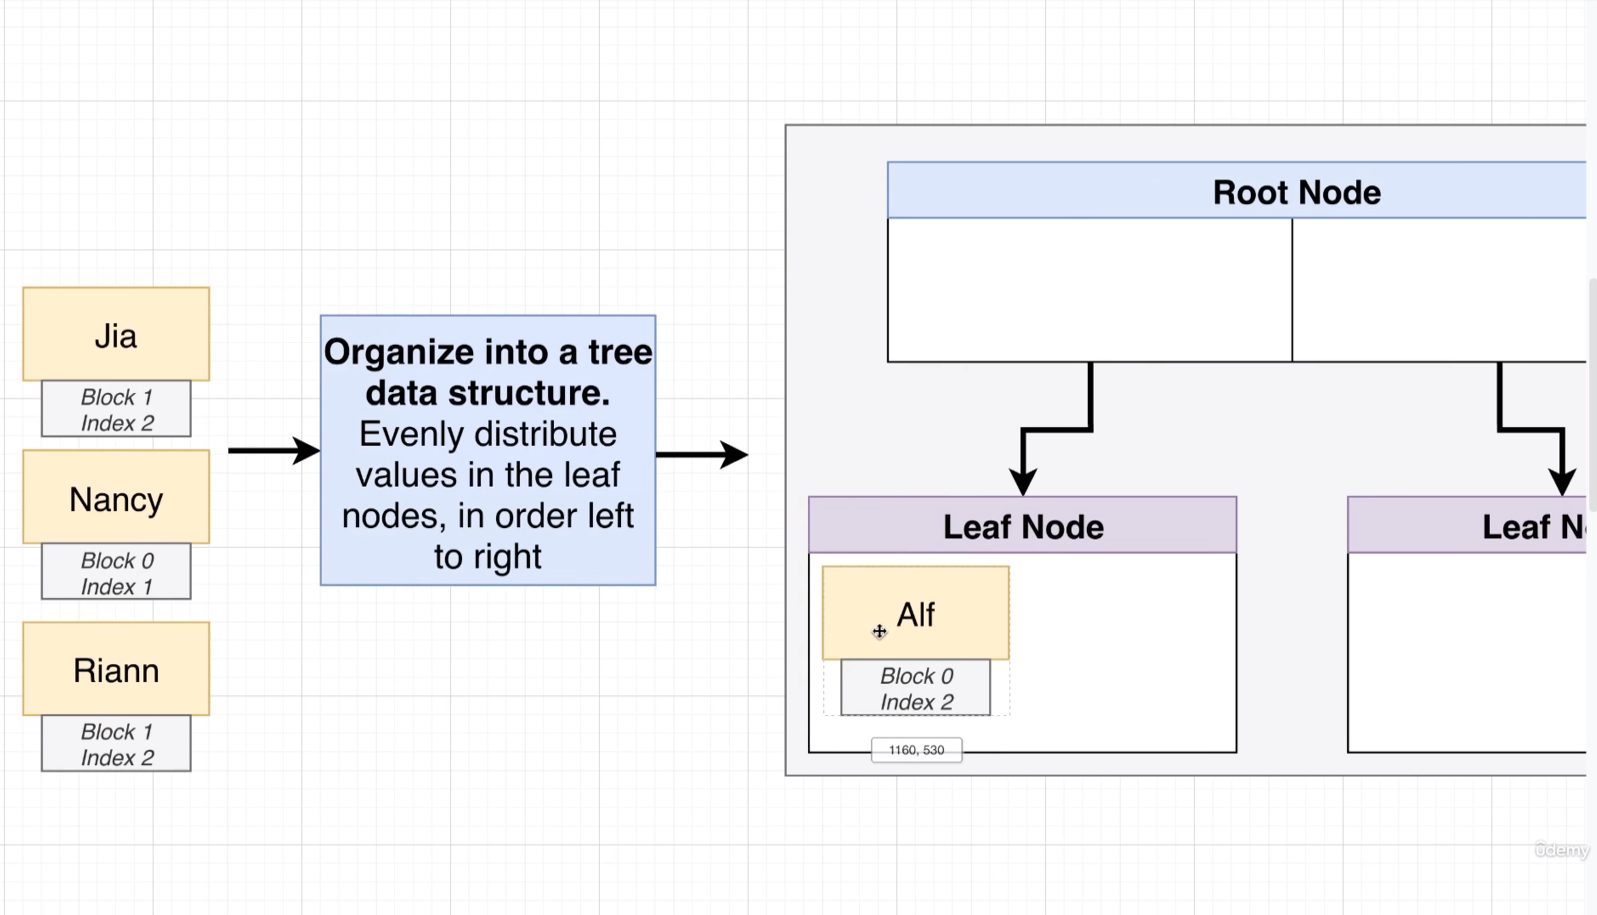 Root Node
Jia
Block 1
Index 2
Nancy
Block 0
Index 1
Riann
Block 1
Index 2
Organize into a tree
data structure.
Evenly distribute
values in the leaf
nodes, in order left
to right
Leaf Node
Leaf N
Alf
Block 0
Index 2
1160, 530
ûdemy